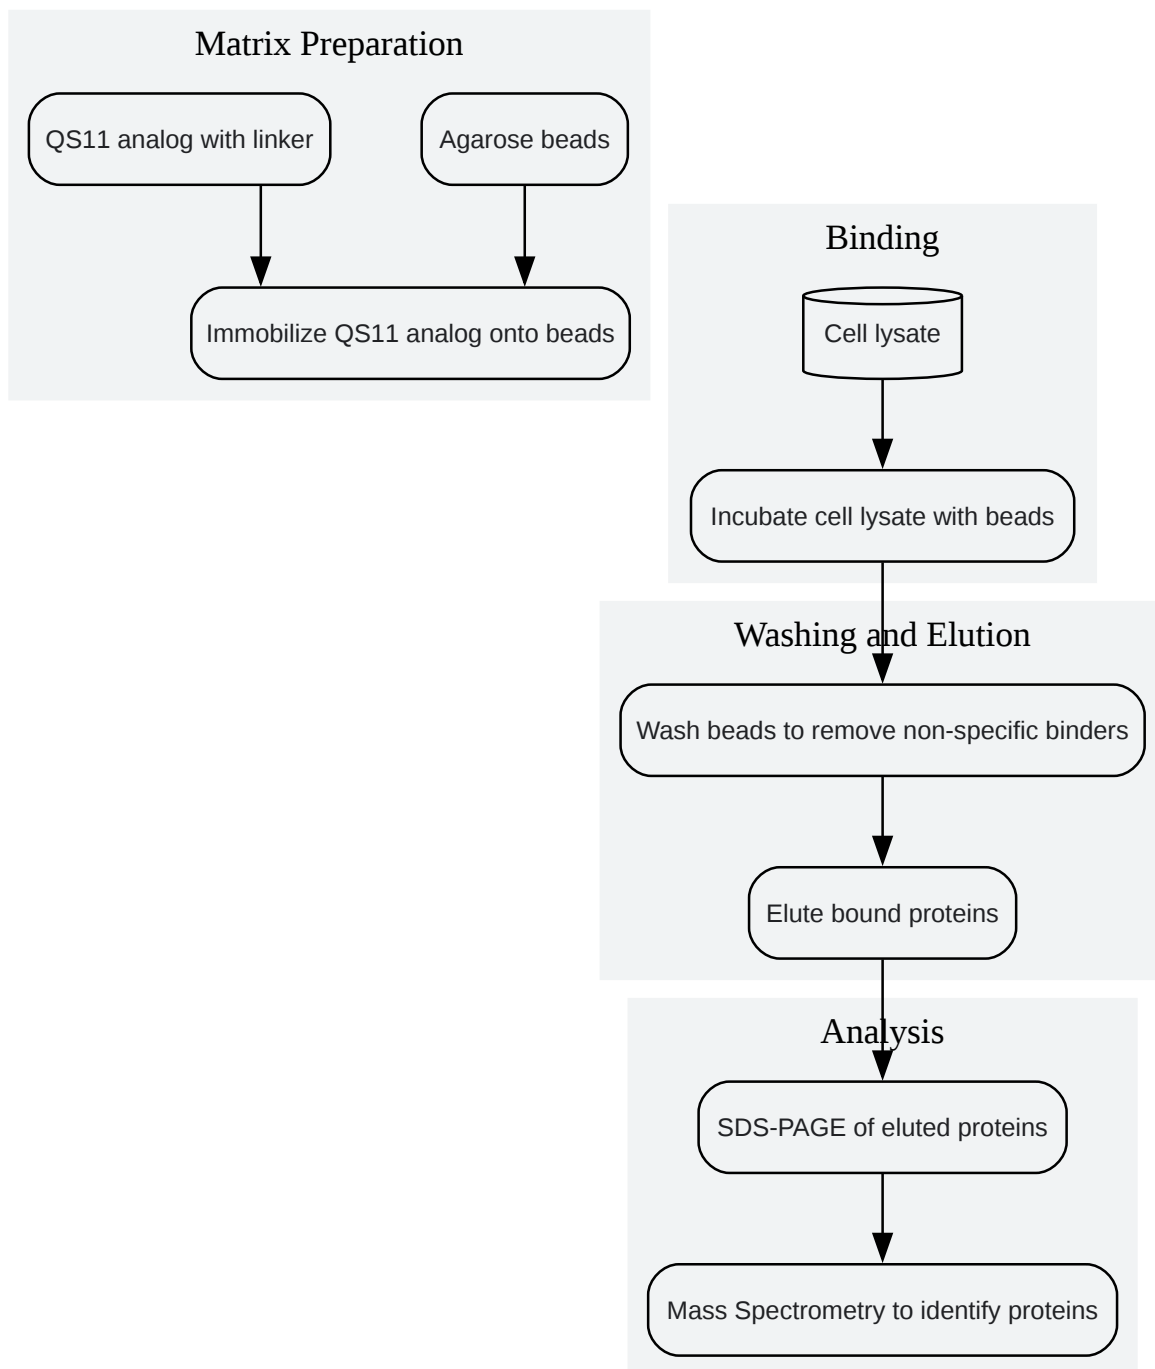 Matrix Preparation
QS11 analog with linker
Agarose beads
Immobilize QS11 analog onto beads
Binding
Cell lysate
Incubate cell lysate with beads
Washing and Elution
Wash beads to remove non-specific binders
Elute bound proteins
Analysis
SDS-PAGE of eluted proteins
Mass Spectrometry to identify proteins